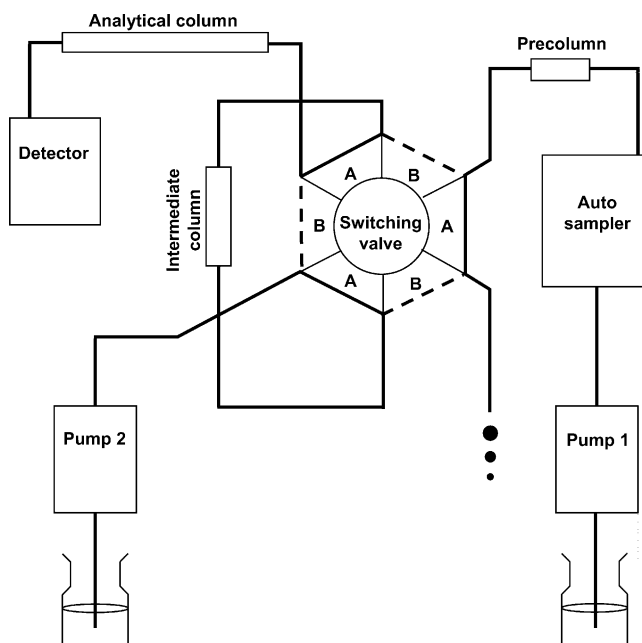 Analytical column
Precolumn
Detector
Intermediate
column
A
B
B
Switching
valve
A
A
B
Auto
sampler
Pump 2
Pump 1